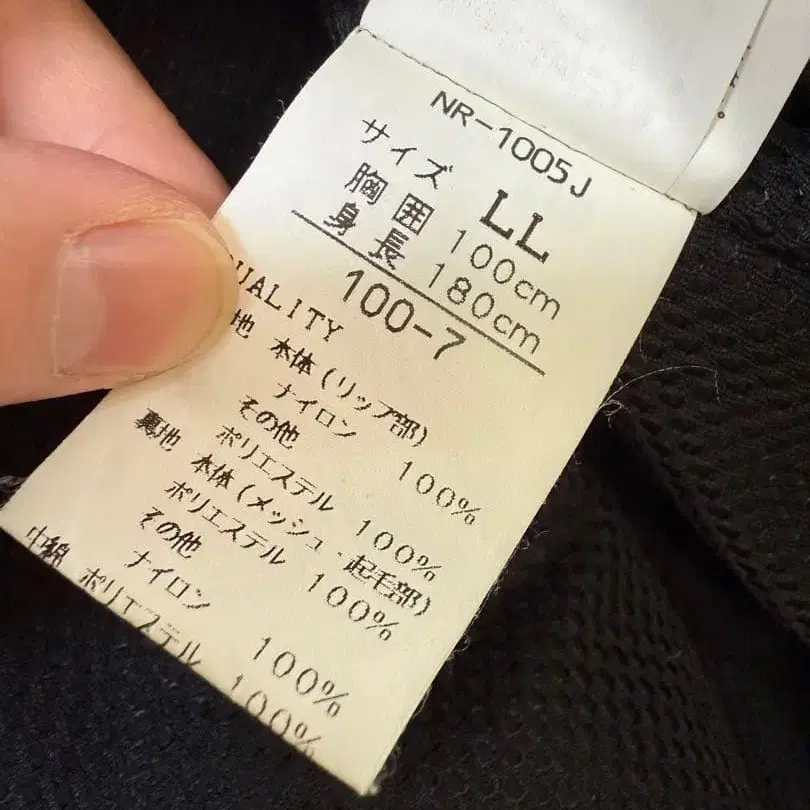 NR-1005J
サイズ LL
胸囲 100cm
身長 180cm
100-7
QUALITY
地 本体(リップ部)
ナイロン 100%
その他
ポリエステル 100%
裏地 本体(メッシュ・起毛部)
ポリエステル 100%
その他
ナイロン 100%
中綿 ポリエステル 100%